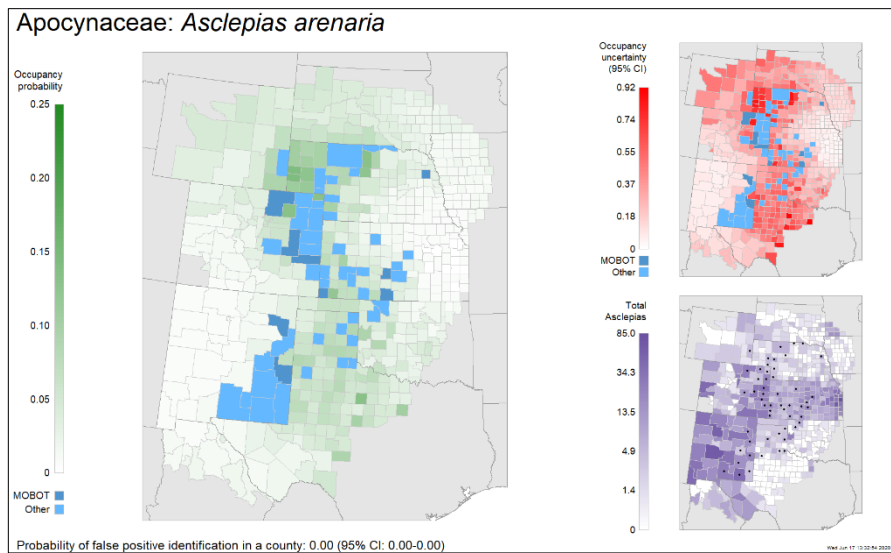 Apocynaceae: Asclepias arenaria
Occupancy
probability
0.25
0.20
0.15
0.10
0.05
0
MOBOT
Other
Occupancy
uncertainty
(95% CI)
0.92
0.74
0.55
0.37
0.18
0
MOBOT
Other
Total
Asclepias
85.0
34.3
13.5
4.9
1.4
0
Probability of false positive identification in a county: 0.00 (95% CI: 0.00-0.00)